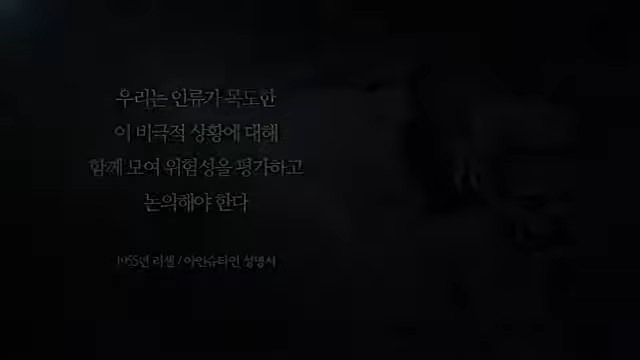 우리는 인류가 목도한
이 비극적 상황에 대해
함께 모여 위험성을 평가하고
논의해야 한다
1955년 러셀 / 아인슈타인 성명서